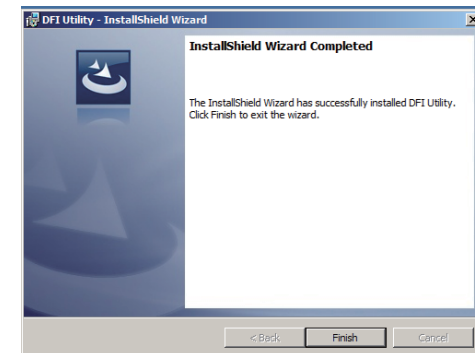 DFI Utility - InstallShield Wizard
InstallShield Wizard Completed
The InstallShield Wizard has successfully installed DFI Utility.
Click Finish to exit the wizard.
< Back
Finish
Cancel